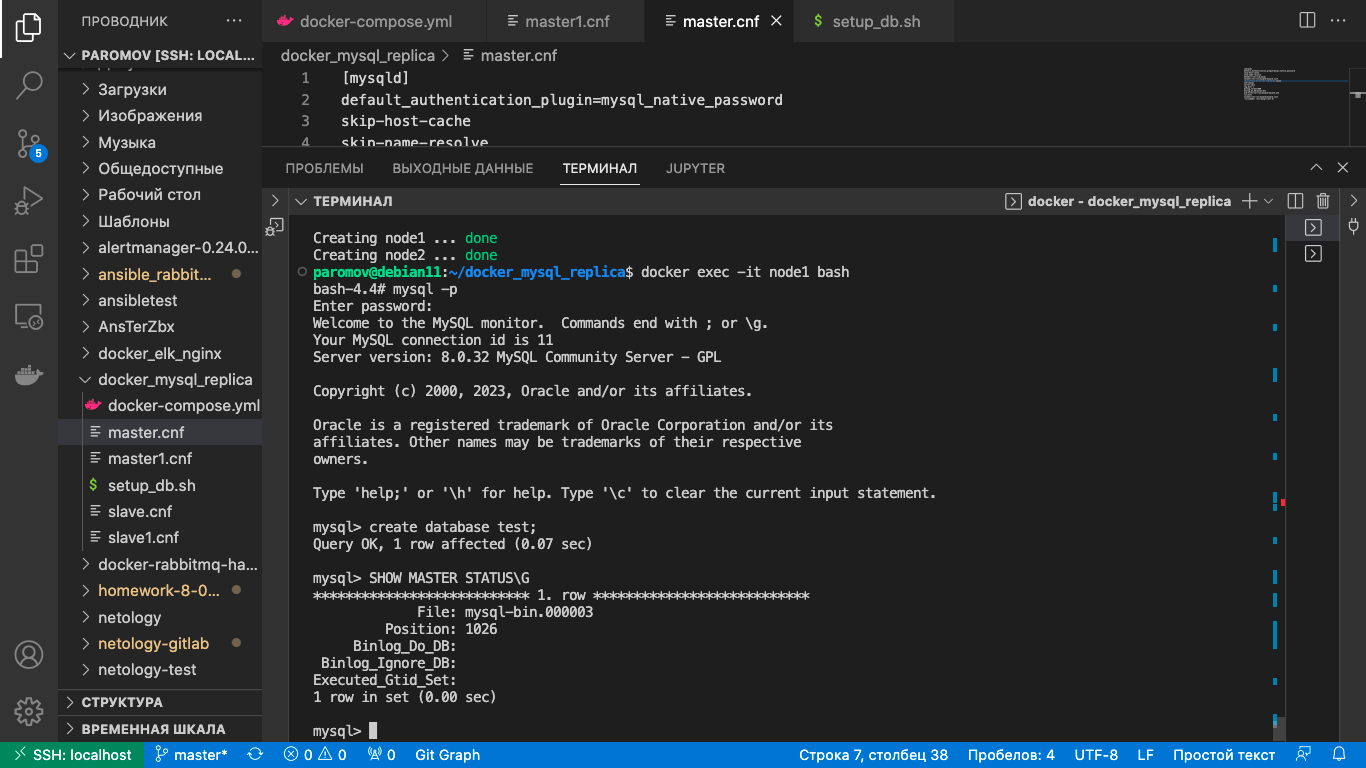 ПРОВОДНИК
PAROMOV [SSH: LOCAL...
Загрузки
Изображения
Музыка
Общедоступные
Рабочий стол
Шаблоны
alertmanager-0.24.0...
ansible_rabbit...
ansibletest
AnsTerZbx
docker_elk_nginx
docker_mysql_replica
docker-compose.yml
master.cnf
master1.cnf
setup_db.sh
slave.cnf
slave1.cnf
docker-rabbitmq-ha...
homework-8-0...
netology
netology-gitlab
netology-test
СТРУКТУРА
ВРЕМЕННАЯ ШКАЛА
5
docker-compose.yml master1.cnf master.cnf setup_db.sh
docker_mysql_replica > master.cnf
1 [mysqld]
2 default_authentication_plugin=mysql_native_password
3 skip-host-cache
4 skip-name-resolve
ПРОБЛЕМЫ ВЫХОДНЫЕ ДАННЫЕ ТЕРМИНАЛ JUPYTER
ТЕРМИНАЛ docker - docker_mysql_replica
Creating node1 ... done
Creating node2 ... done
paromov@debian11:~/docker_mysql_replica$ docker exec -it node1 bash
bash-4.4# mysql -p
Enter password:
Welcome to the MySQL monitor.  Commands end with ; or \g.
Your MySQL connection id is 11
Server version: 8.0.32 MySQL Community Server - GPL
Copyright (c) 2000, 2023, Oracle and/or its affiliates.
Oracle is a registered trademark of Oracle Corporation and/or its
affiliates. Other names may be trademarks of their respective
owners.
Type 'help;' or '\h' for help. Type '\c' to clear the current input statement.
mysql> create database test;
Query OK, 1 row affected (0.07 sec)
mysql> SHOW MASTER STATUS\G
*************************** 1. row ***************************
File: mysql-bin.000003
Position: 1026
Binlog_Do_DB:
Binlog_Ignore_DB:
Executed_Gtid_Set:
1 row in set (0.00 sec)
mysql>
SSH: localhost master* 0 0 0 Git Graph Строка 7, столбец 38 Пробелов: 4 UTF-8 LF Простой текст